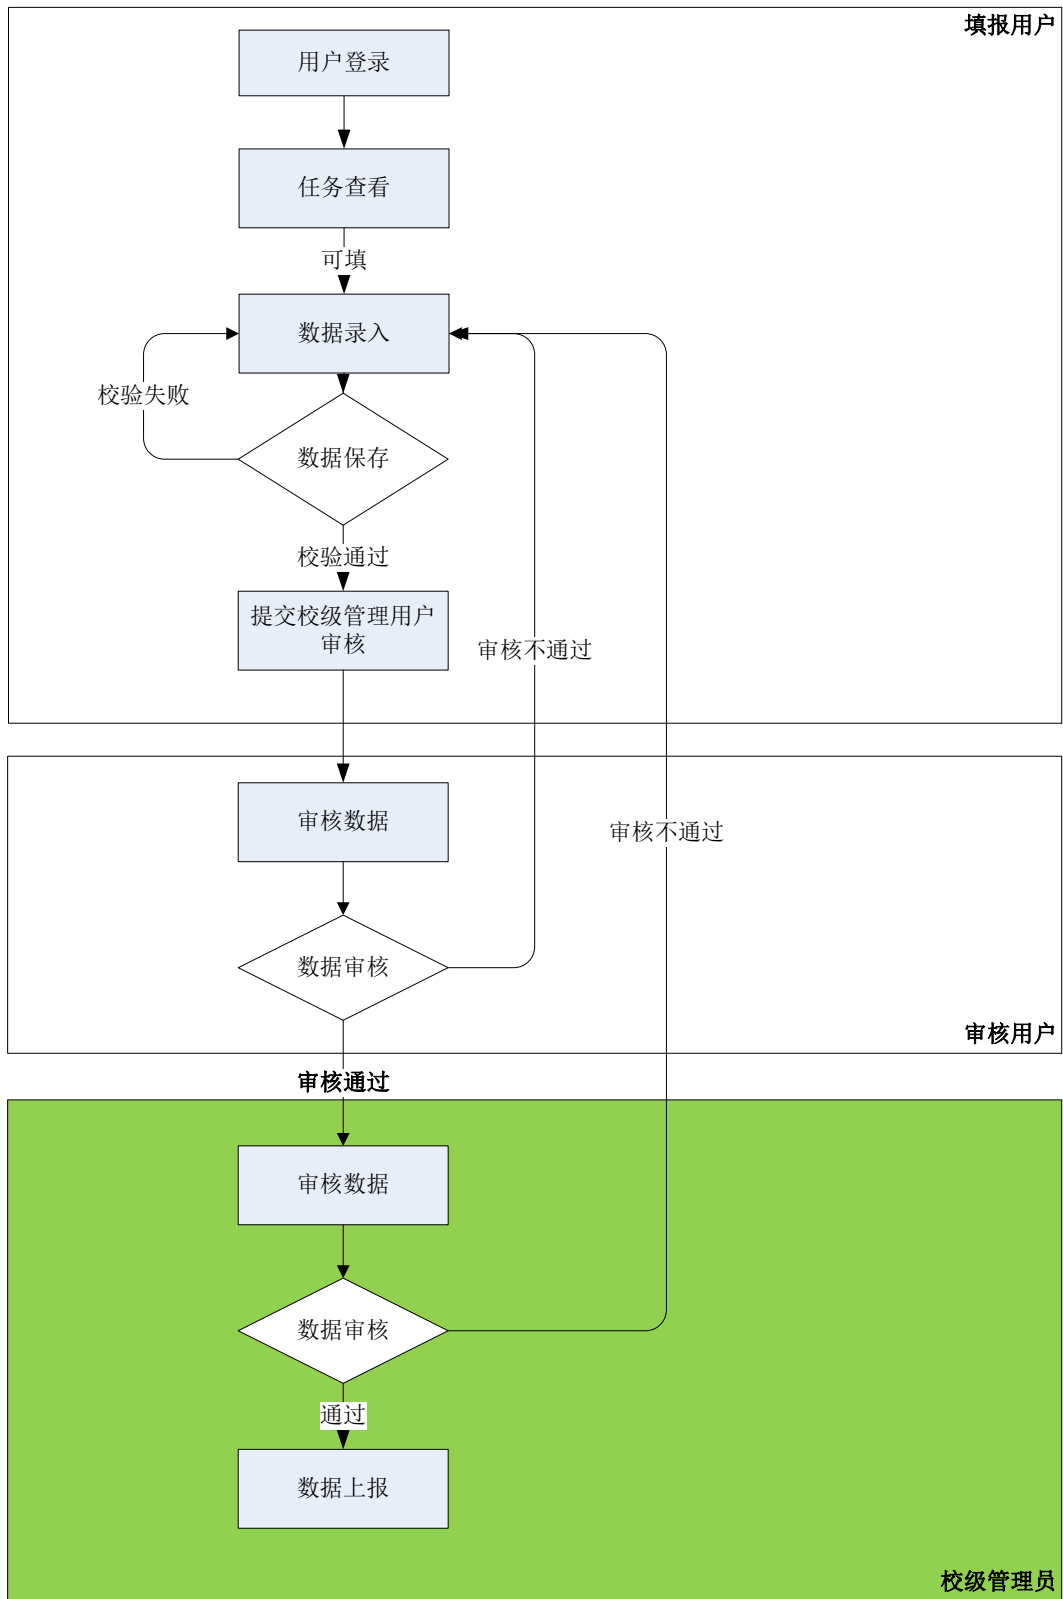 填报用户
用户登录
任务查看
可填
数据录入
校验失败
数据保存
校验通过
提交校级管理用户
审核
审核不通过
审核数据
审核不通过
数据审核
审核用户
审核通过
审核数据
数据审核
通过
数据上报
校级管理员